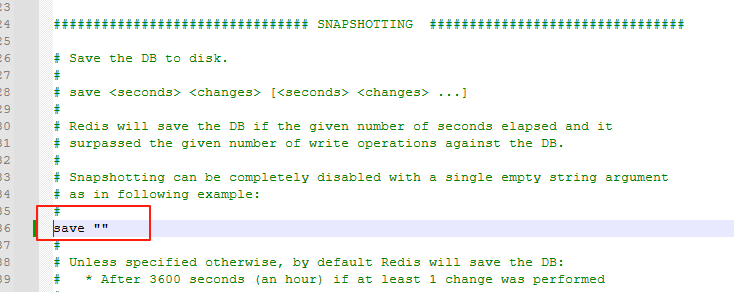 23
24 ################################ SNAPSHOTTING ################################
25
26 # Save the DB to disk.
27 #
28 # save <seconds> <changes> [<seconds> <changes> ...]
29 #
30 # Redis will save the DB if the given number of seconds elapsed and it
31 # surpassed the given number of write operations against the DB.
32 #
33 # Snapshotting can be completely disabled with a single empty string argument
34 # as in following example:
35 #
36 save ""
37 #
38 # Unless specified otherwise, by default Redis will save the DB:
39 #   * After 3600 seconds (an hour) if at least 1 change was performed